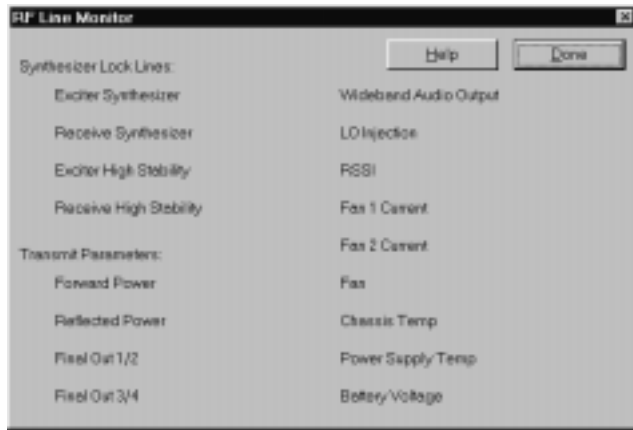 RF Line Monitor
Help
Done
Synthesizer Lock Lines:
Exciter Synthesizer
Receive Synthesizer
Exciter High Stability
Receive High Stability
Transmit Parameters:
Forward Power
Reflected Power
Final Out 1/2
Final Out 3/4
Wideband Audio Output
LO Injection
RSSI
Fan 1 Current
Fan 2 Current
Fan
Chassis Temp
Power Supply Temp
Battery Voltage